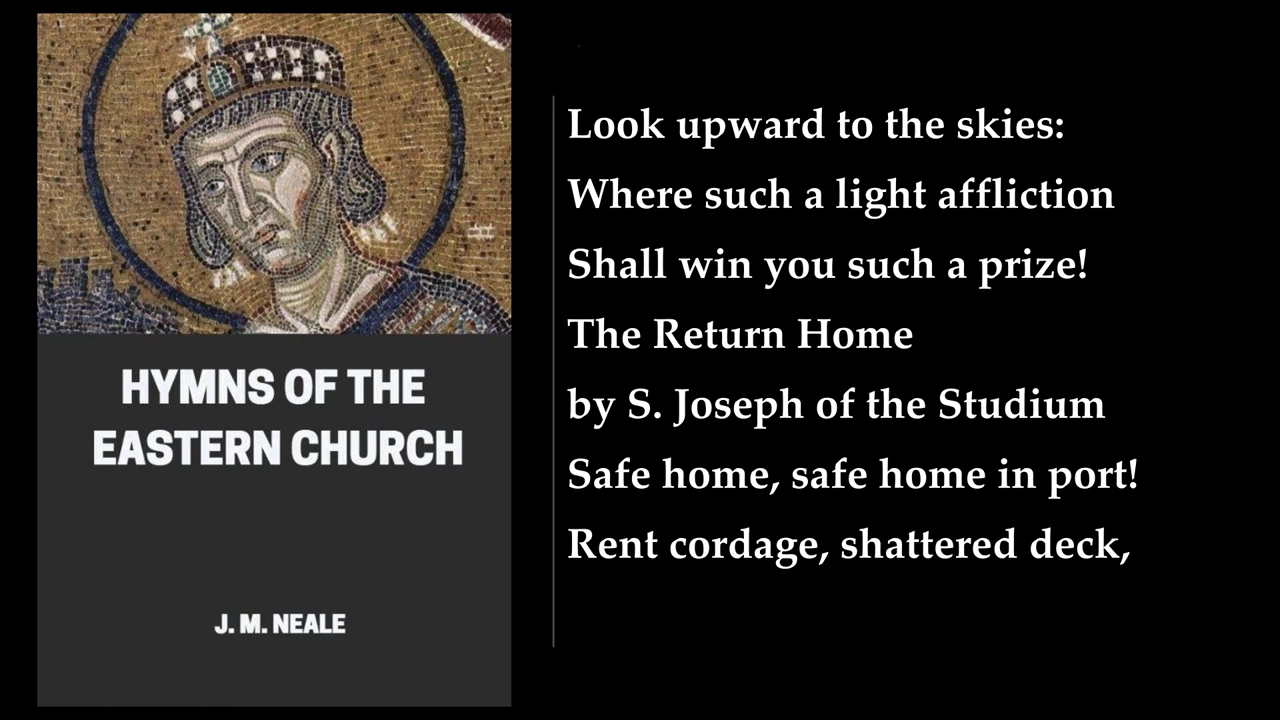 HYMNS OF THE
EASTERN CHURCH
J. M. NEALE
Look upward to the skies:
Where such a light affliction
Shall win you such a prize!
The Return Home
by S. Joseph of the Studium
Safe home, safe home in port!
Rent cordage, shattered deck,